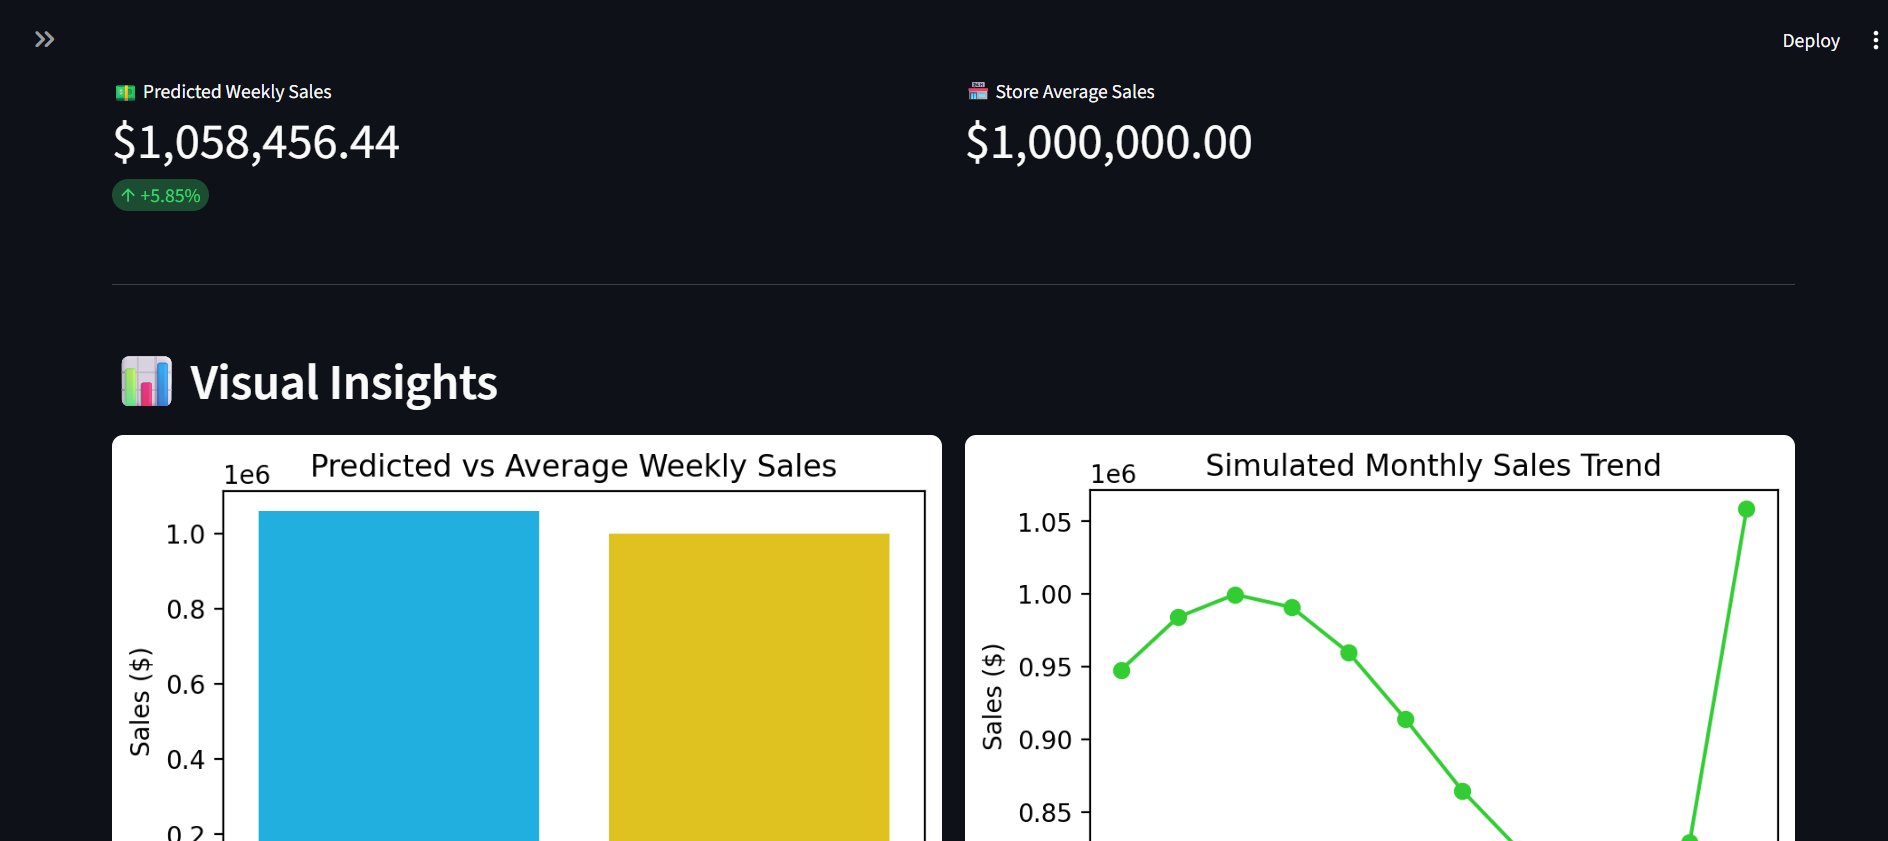 Deploy
Predicted Weekly Sales
$1,058,456.44
↑ +5.85%
Store Average Sales
$1,000,000.00
Visual Insights
Predicted vs Average Weekly Sales
1e6
1.0
0.8
0.6
0.4
0.2
Sales ($)
Simulated Monthly Sales Trend
1e6
1.05
1.00
0.95
0.90
0.85
Sales ($)